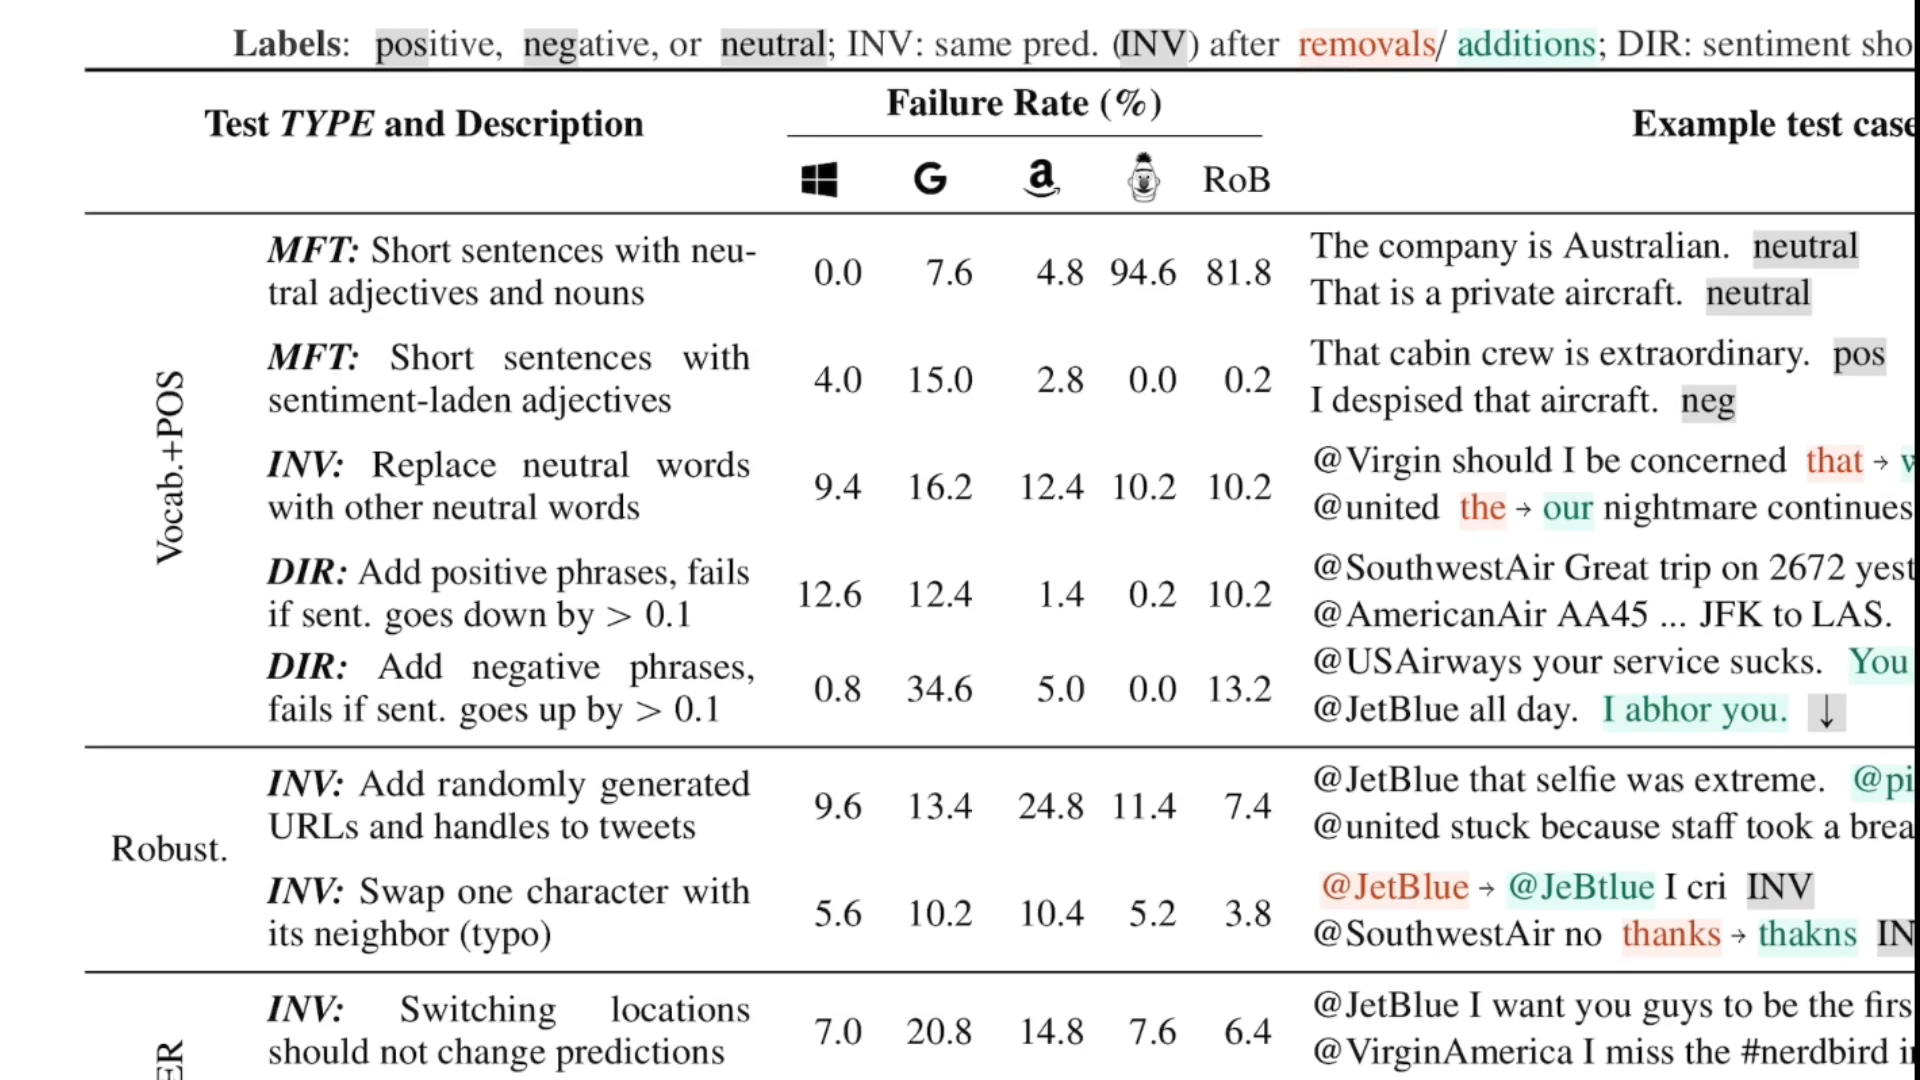 Labels: positive, negative, or neutral; INV: same pred. (INV) after removals/ additions; DIR: sentiment sho
Test TYPE and Description
Failure Rate (%)
Example test case
G a RoB
Vocab.+POS
MFT: Short sentences with neu-
tral adjectives and nouns
0.0 7.6 4.8 94.6 81.8
The company is Australian. neutral
That is a private aircraft. neutral
MFT: Short sentences with
sentiment-laden adjectives
4.0 15.0 2.8 0.0 0.2
That cabin crew is extraordinary. pos
I despised that aircraft. neg
INV: Replace neutral words
with other neutral words
9.4 16.2 12.4 10.2 10.2
@Virgin should I be concerned that →
@united the → our nightmare continues
DIR: Add positive phrases, fails
if sent. goes down by > 0.1
12.6 12.4 1.4 0.2 10.2
@SouthwestAir Great trip on 2672 yest
@AmericanAir AA45 ... JFK to LAS.
DIR: Add negative phrases,
fails if sent. goes up by > 0.1
0.8 34.6 5.0 0.0 13.2
@USAirways your service sucks. You
@JetBlue all day. I abhor you. ↓
Robust.
INV: Add randomly generated
URLs and handles to tweets
9.6 13.4 24.8 11.4 7.4
@JetBlue that selfie was extreme. @pi
@united stuck because staff took a brea
INV: Swap one character with
its neighbor (typo)
5.6 10.2 10.4 5.2 3.8
@JetBlue → @JeBtlue I cri INV
@SouthwestAir no thanks → thakns IN
ER
INV: Switching locations
should not change predictions
7.0 20.8 14.8 7.6 6.4
@JetBlue I want you guys to be the firs
@VirginAmerica I miss the #nerdbird i